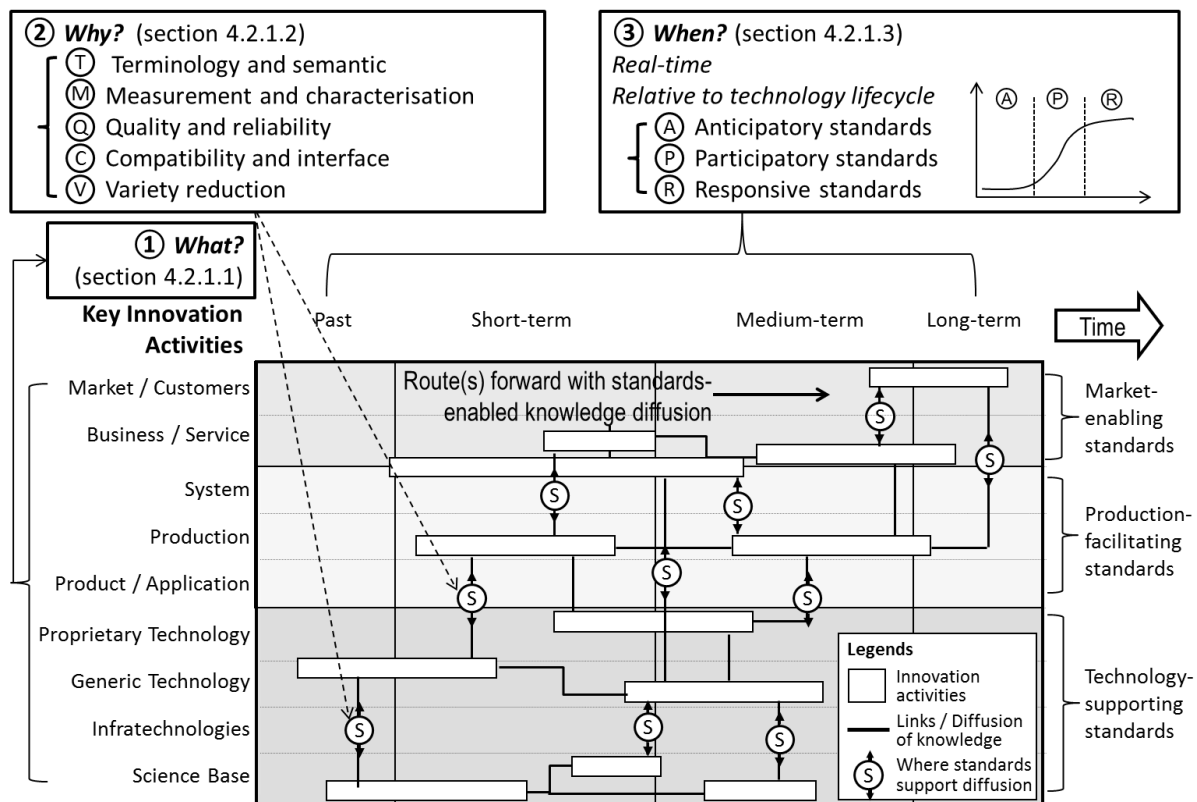 ② Why? (section 4.2.1.2)
Ⓣ Terminology and semantic
Ⓜ Measurement and characterisation
Ⓠ Quality and reliability
Ⓒ Compatibility and interface
Ⓥ Variety reduction
③ When? (section 4.2.1.3)
Real-time
Relative to technology lifecycle
Ⓐ Anticipatory standards
Ⓟ Participatory standards
Ⓡ Responsive standards
Ⓐ Ⓟ Ⓡ
① What?
(section 4.2.1.1)
Key Innovation
Activities
Past Short-term Medium-term Long-term
Time
Market / Customers
Business / Service
System
Production
Product / Application
Proprietary Technology
Generic Technology
Infratechnologies
Science Base
Route(s) forward with standards-
enabled knowledge diffusion
S
S
S
S
S
S
S
S
S
S
Market-
enabling
standards
Production-
facilitating
standards
Technology-
supporting
standards
Legends
Innovation
activities
Links / Diffusion
of knowledge
S
Where standards
support diffusion